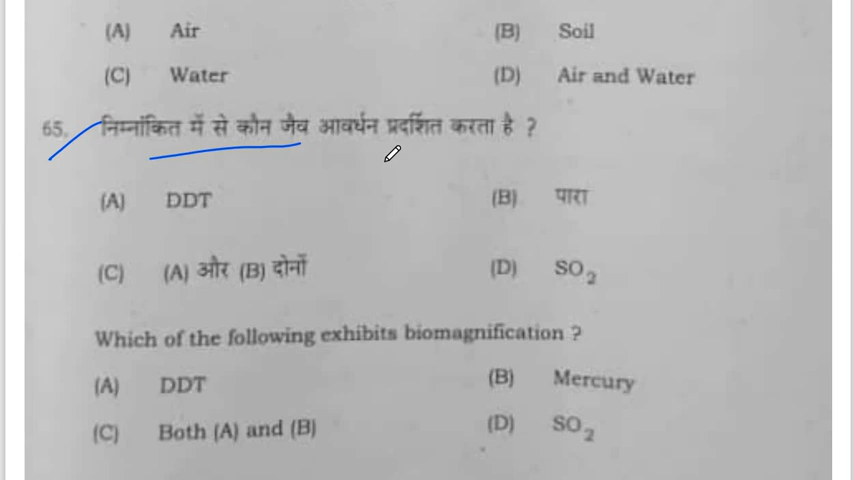 (A) Air (B) Soil
(C) Water (D) Air and Water
65. निम्नांकित में से कौन जैव आवर्धन प्रदर्शित करता है ?
(A) DDT (B) पारा
(C) (A) और (B) दोनों (D) SO2
Which of the following exhibits biomagnification ?
(A) DDT (B) Mercury
(C) Both (A) and (B) (D) SO2